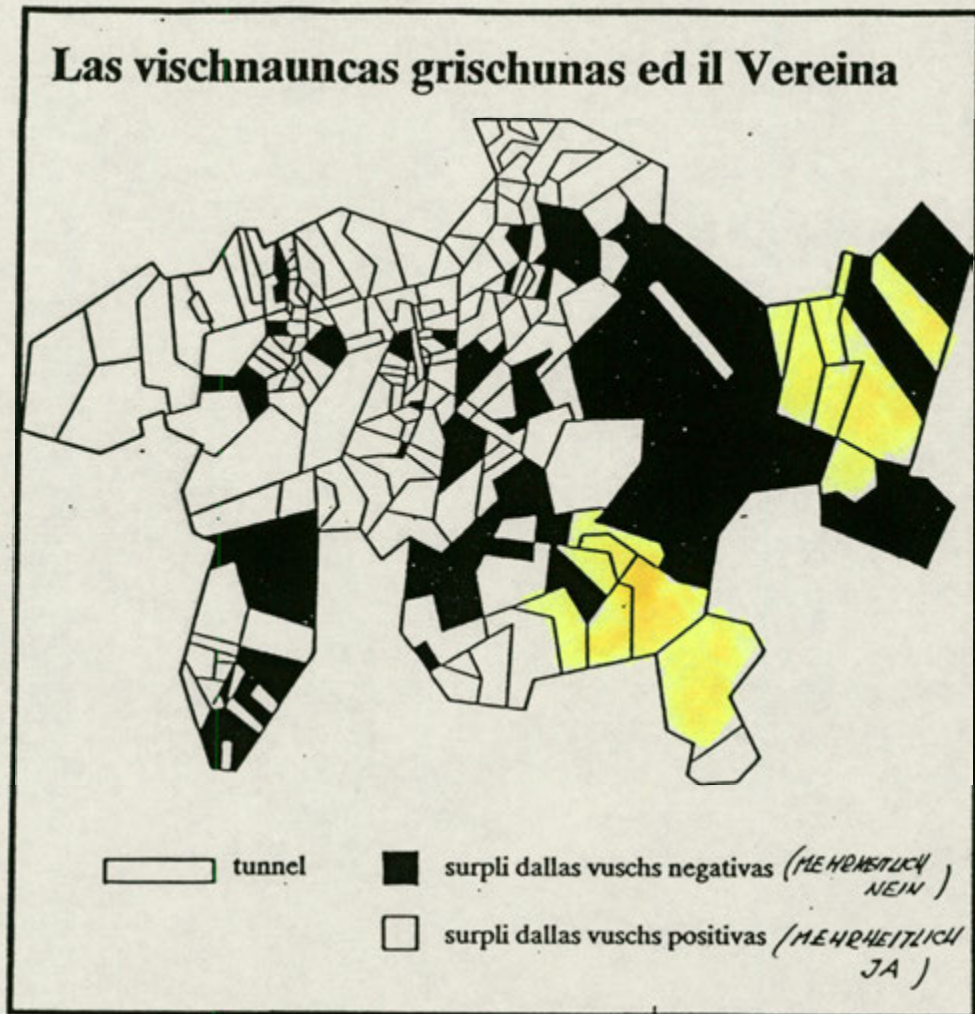 Las vischnauncas grischunas ed il Vereina
tunnel
surpli dallas vuschs negativas (MEHRHEITLICH
NEIN)
surpli dallas vuschs positivas (MEHRHEITLICH
JA)